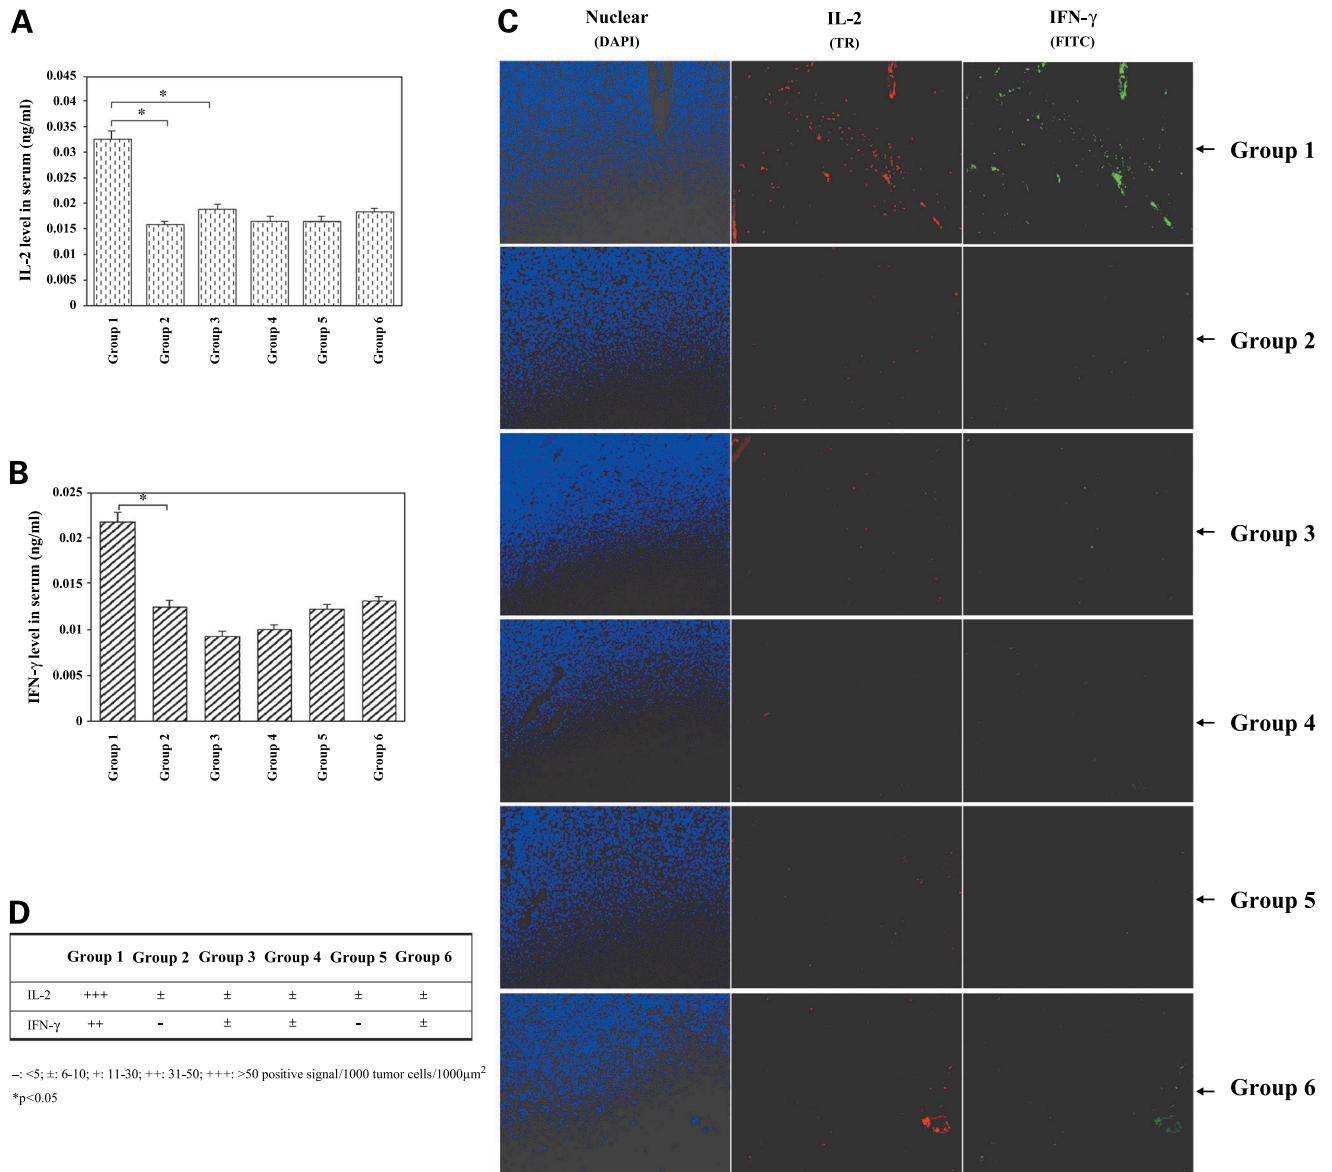 A
IL-2 level in serum (ng/ml)
0.045
0.04
0.035
0.03
0.025
0.02
0.015
0.01
0.005
0
*
*
Group 1
Group 2
Group 3
Group 4
Group 5
Group 6
B
IFN-γ level in serum (ng/ml)
0.025
0.02
0.015
0.01
0.005
0
*
Group 1
Group 2
Group 3
Group 4
Group 5
Group 6
D
Group 1 Group 2 Group 3 Group 4 Group 5 Group 6
IL-2 +++ ± ± ± ± ±
IFN-γ ++ - ± ± - ±
–: <5; ±: 6-10; +: 11-30; ++: 31-50; +++: >50 positive signal/1000 tumor cells/1000µm²
*p<0.05
C
Nuclear IL-2 IFN-γ
(DAPI) (TR) (FITC)
Group 1
Group 2
Group 3
Group 4
Group 5
Group 6